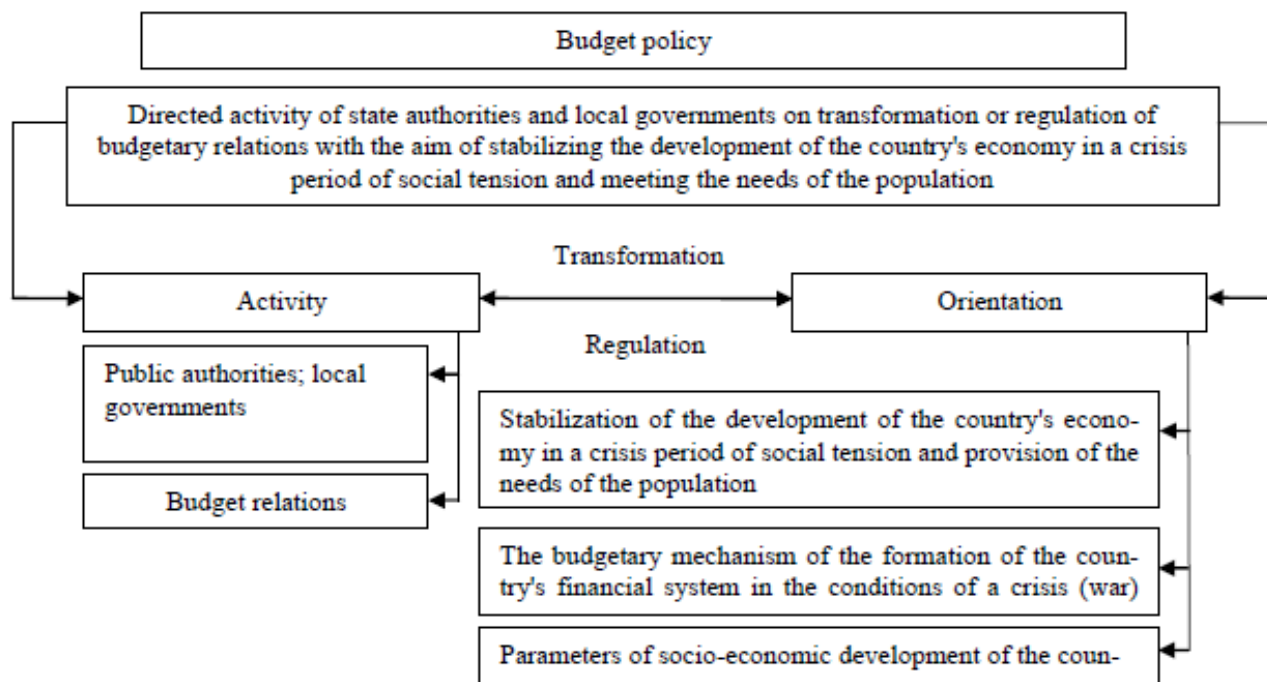 Budget policy
Directed activity of state authorities and local governments on transformation or regulation of
budgetary relations with the aim of stabilizing the development of the country's economy in a crisis
period of social tension and meeting the needs of the population
Transformation
Activity
Orientation
Regulation
Public authorities; local
governments
Budget relations
Stabilization of the development of the country's econo-
my in a crisis period of social tension and provision of the
needs of the population
The budgetary mechanism of the formation of the coun-
try's financial system in the conditions of a crisis (war)
Parameters of socio-economic development of the coun-